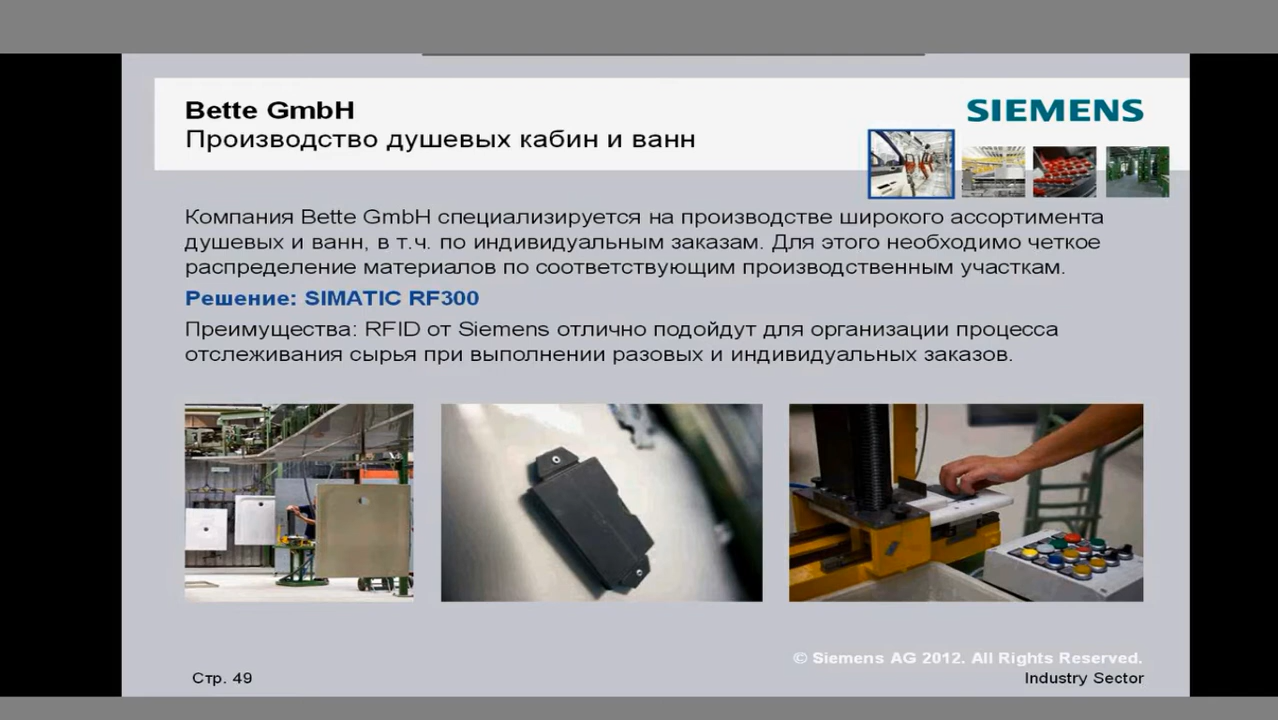 Bette GmbH
SIEMENS
Производство душевых кабин и ванн
Компания Bette GmbH специализируется на производстве широкого ассортимента
душевых и ванн, в т.ч. по индивидуальным заказам. Для этого необходимо четкое
распределение материалов по соответствующим производственным участкам.
Решение: SIMATIC RF300
Преимущества: RFID от Siemens отлично подойдут для организации процесса
отслеживания сырья при выполнении разовых и индивидуальных заказов.
© Siemens AG 2012. All Rights Reserved.
Стр. 49
Industry Sector